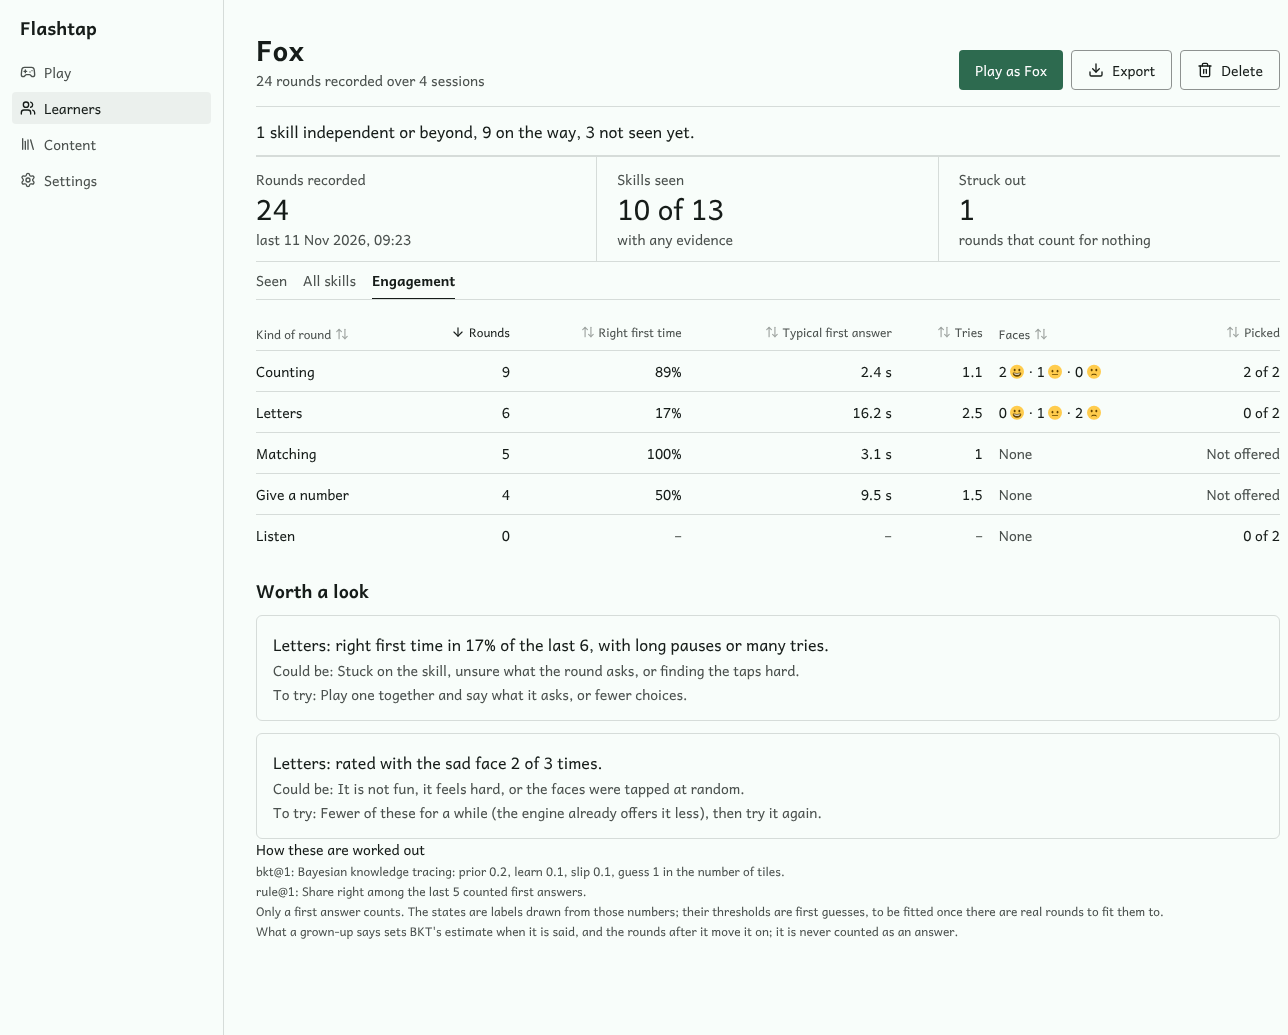 Flashtap
Play
Learners
Content
Settings
Fox
24 rounds recorded over 4 sessions
Play as Fox
Export
Delete
1 skill independent or beyond, 9 on the way, 3 not seen yet.
Rounds recorded
24
last 11 Nov 2026, 09:23
Skills seen
10 of 13
with any evidence
Struck out
1
rounds that count for nothing
Seen All skills Engagement
Kind of round Rounds Right first time Typical first answer Tries Faces Picked
Counting 9 89% 2.4 s 1.1 2 😀 · 1 😐 · 0 🙁 2 of 2
Letters 6 17% 16.2 s 2.5 0 😀 · 1 😐 · 2 🙁 0 of 2
Matching 5 100% 3.1 s 1 None Not offered
Give a number 4 50% 9.5 s 1.5 None Not offered
Listen 0 – – – None 0 of 2
Worth a look
Letters: right first time in 17% of the last 6, with long pauses or many tries.
Could be: Stuck on the skill, unsure what the round asks, or finding the taps hard.
To try: Play one together and say what it asks, or fewer choices.
Letters: rated with the sad face 2 of 3 times.
Could be: It is not fun, it feels hard, or the faces were tapped at random.
To try: Fewer of these for a while (the engine already offers it less), then try it again.
How these are worked out
bkt@1: Bayesian knowledge tracing: prior 0.2, learn 0.1, slip 0.1, guess 1 in the number of tiles.
rule@1: Share right among the last 5 counted first answers.
Only a first answer counts. The states are labels drawn from those numbers; their thresholds are first guesses, to be fitted once there are real rounds to fit them to.
What a grown-up says sets BKT's estimate when it is said, and the rounds after it move it on; it is never counted as an answer.